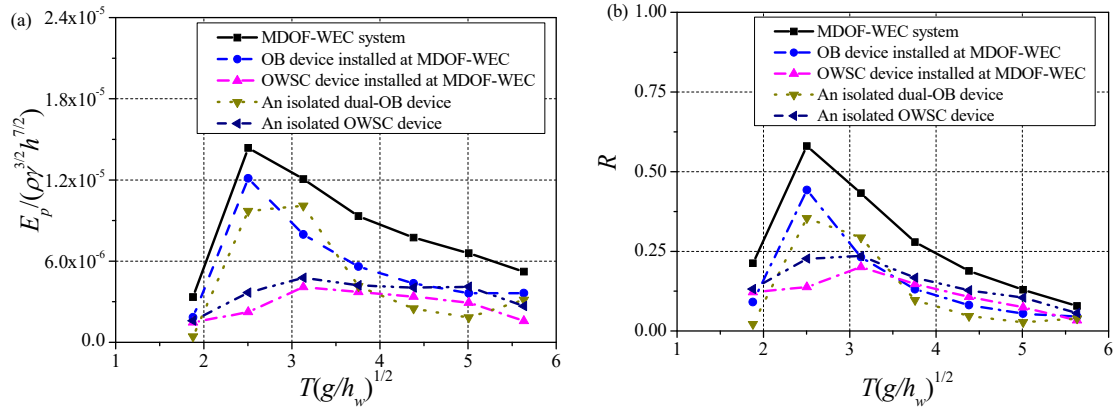 (a)
2.4x10⁻⁵
1.8x10⁻⁵
1.2x10⁻⁵
6.0x10⁻⁶
0.0
E_p/(ργ^{3/2}h^{7/2})
MDOF-WEC system
OB device installed at MDOF-WEC
OWSC device installed at MDOF-WEC
An isolated dual-OB device
An isolated OWSC device
1 2 3 4 5 6
T(g/h_w)^{1/2}
(b)
1.00
0.75
0.50
0.25
0.00
R
MDOF-WEC system
OB device installed at MDOF-WEC
OWSC device installed at MDOF-WEC
An isolated dual-OB device
An isolated OWSC device
1 2 3 4 5 6
T(g/h_w)^{1/2}